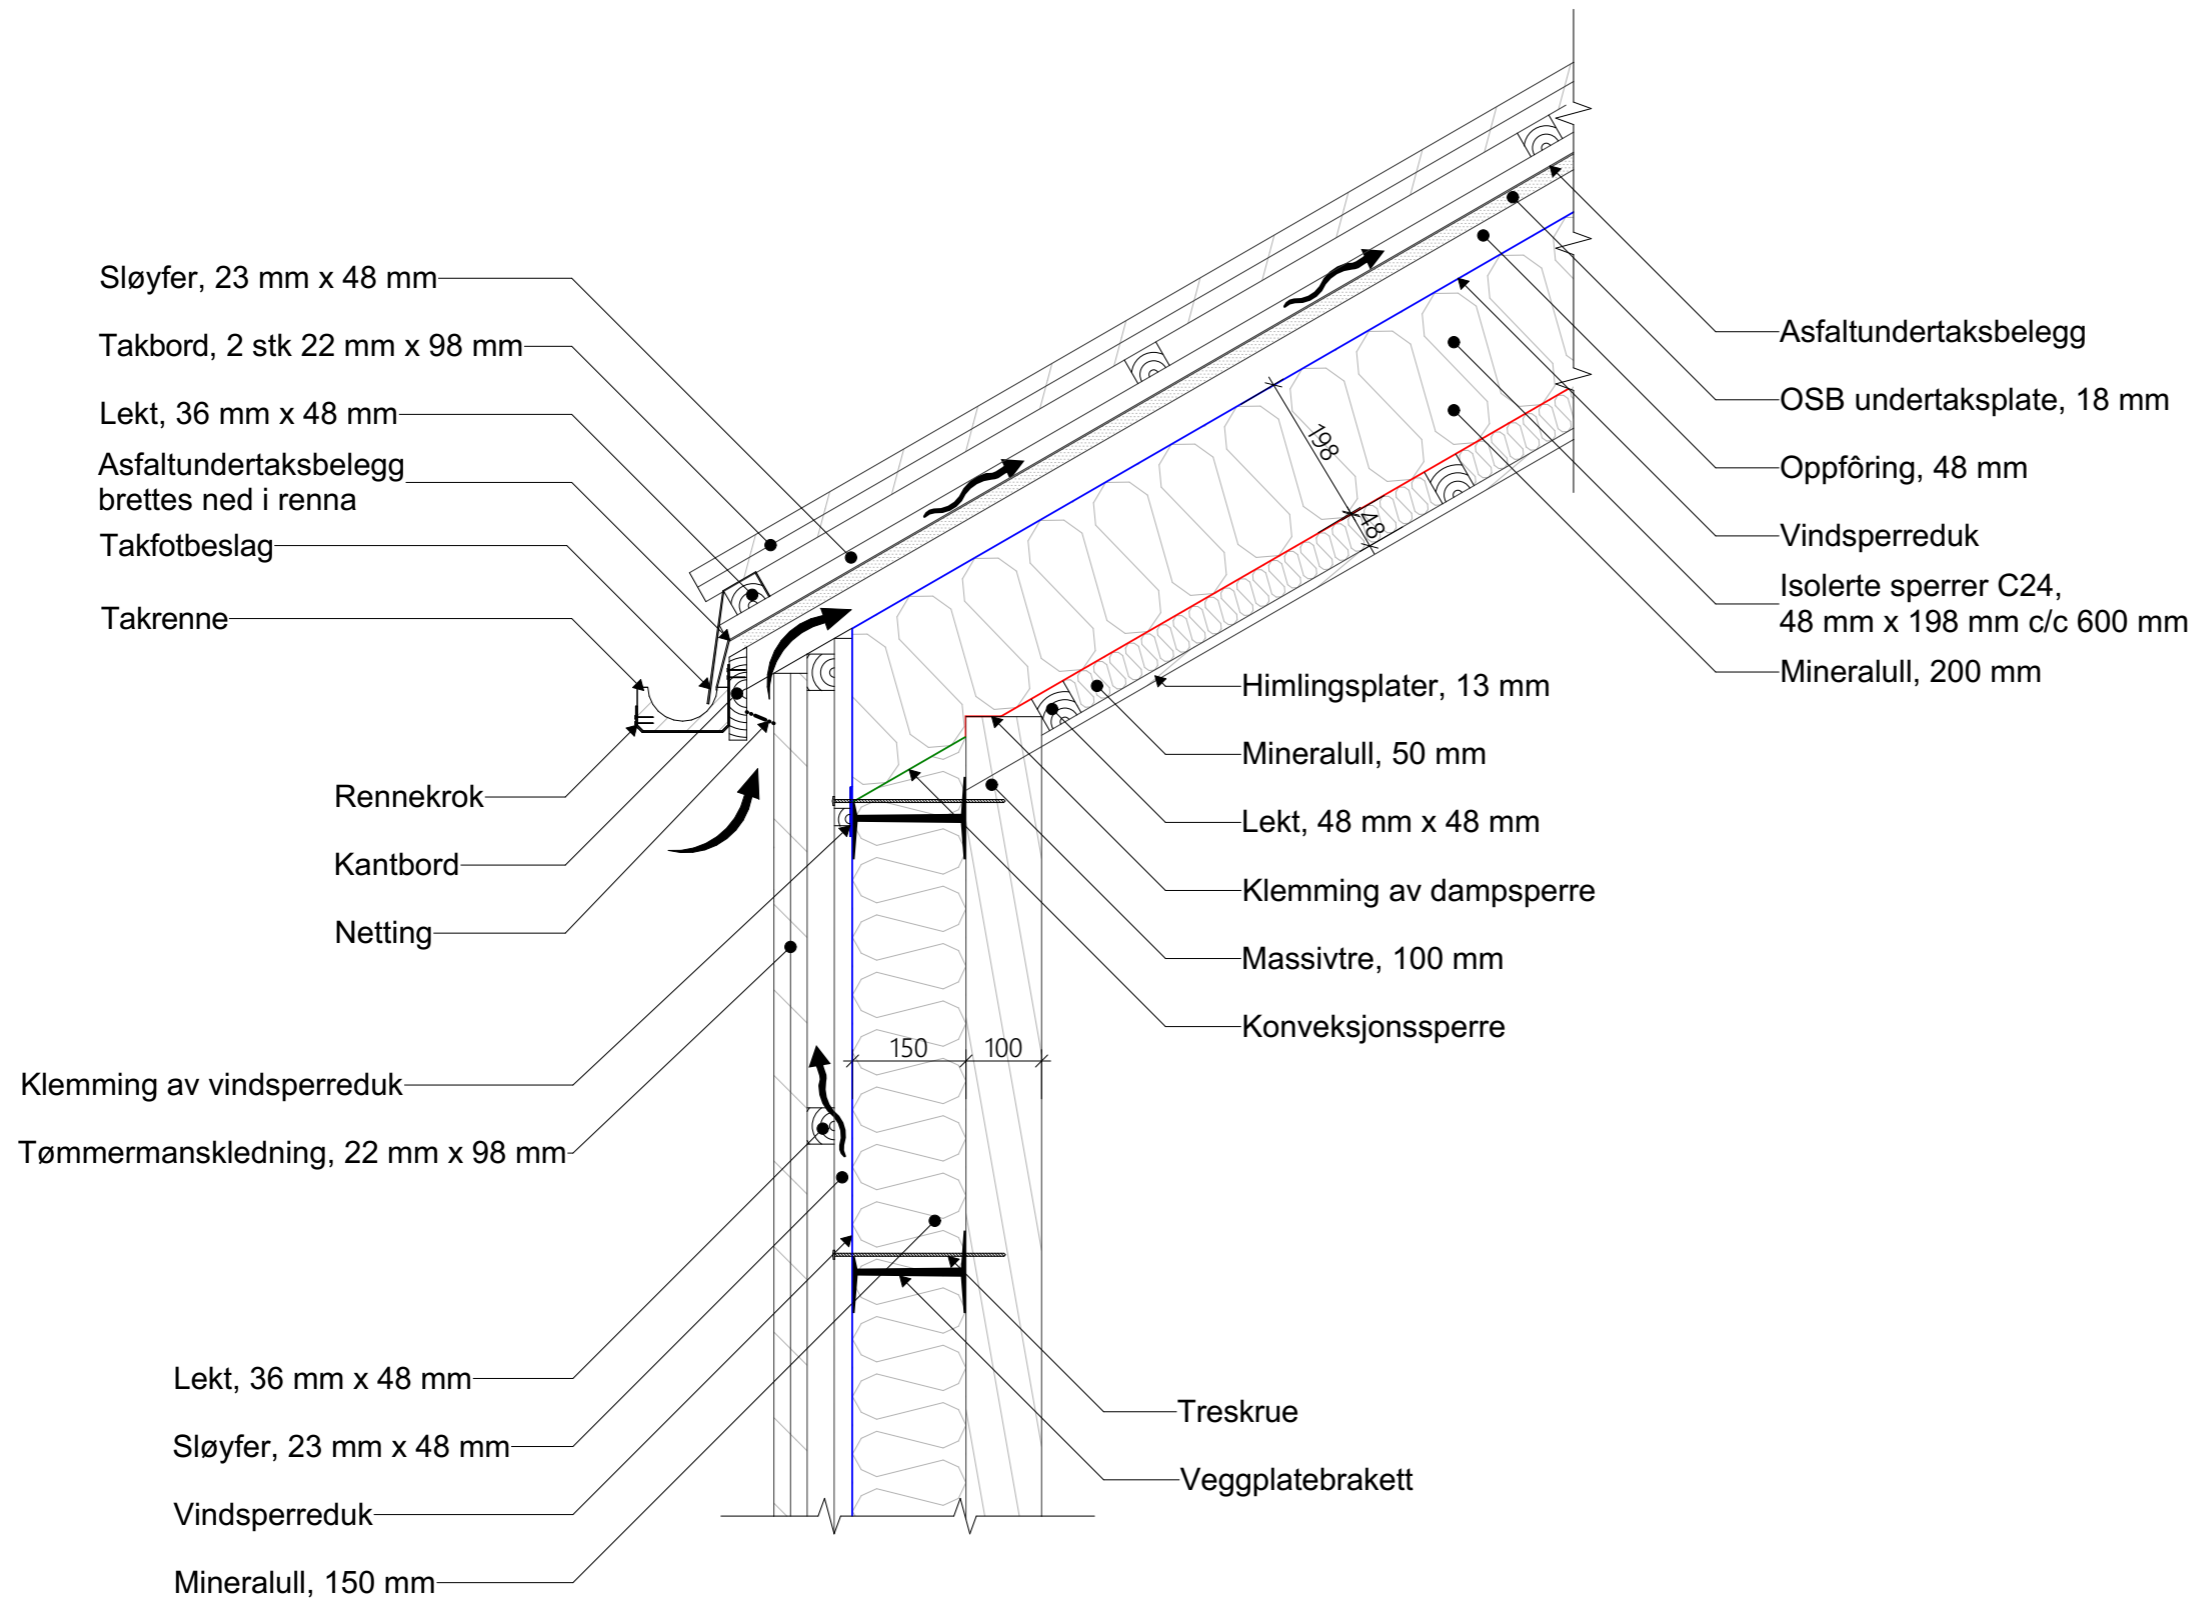 Sløyfer, 23 mm x 48 mm
Takbord, 2 stk 22 mm x 98 mm
Lekt, 36 mm x 48 mm
Asfaltundertaksbelegg
brettes ned i renna
Takfotbeslag
Takrenne
Rennekrok
Kantbord
Netting
Klemming av vindsperreduk
Tømmermanskledning, 22 mm x 98 mm
Lekt, 36 mm x 48 mm
Sløyfer, 23 mm x 48 mm
Vindsperreduk
Mineralull, 150 mm
198
48
150
100
Asfaltundertaksbelegg
OSB undertaksplate, 18 mm
Oppfôring, 48 mm
Vindsperreduk
Isolerte sperrer C24,
48 mm x 198 mm c/c 600 mm
Mineralull, 200 mm
Himlingsplater, 13 mm
Mineralull, 50 mm
Lekt, 48 mm x 48 mm
Klemming av dampsperre
Massivtre, 100 mm
Konveksjonssperre
Treskrue
Veggplatebrakett